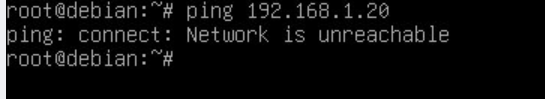 root@debian:~# ping 192.168.1.20
ping: connect: Network is unreachable
root@debian:~#